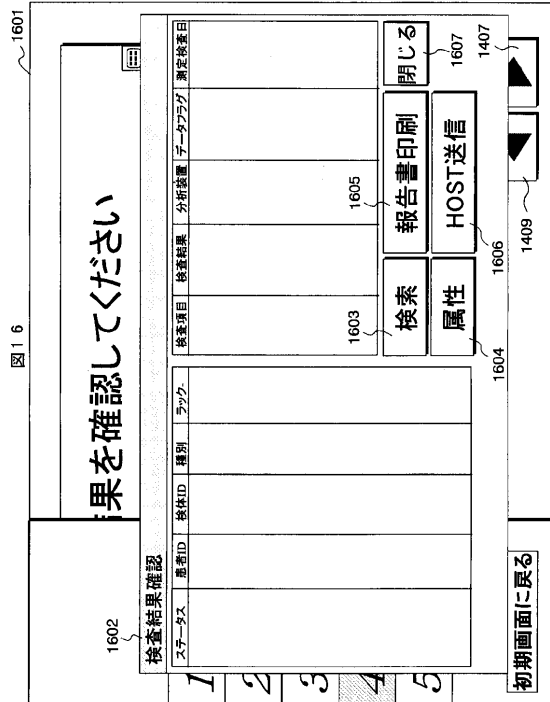 図16
1601
結果を確認してください
1602
検査結果確認
ステータス 患者ID 検体ID 種別 ラック-
検査項目 検査結果 分析装置 データフラグ 測定検査日
1
2
3
4
5
1603
検索
1605
報告書印刷
閉じる
1607
属性
1604
HOST送信
1606
初期画面に戻る
1409
1407